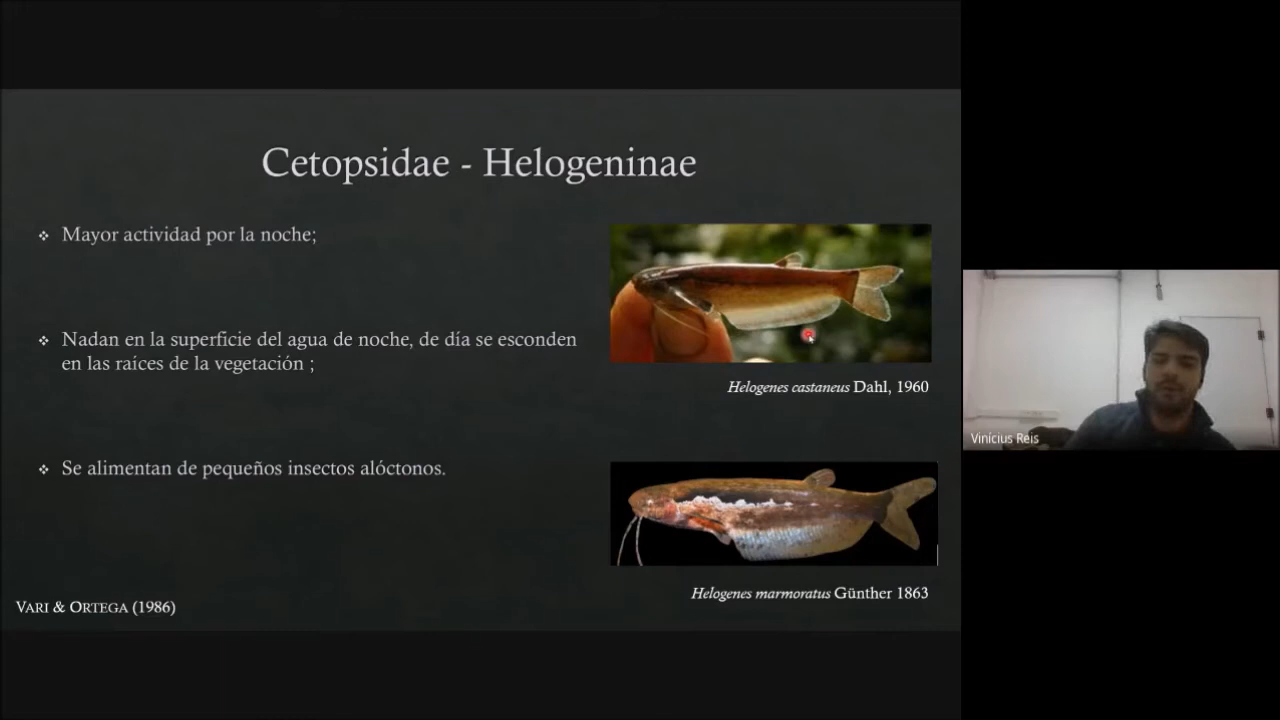 Cetopsidae - Helogeninae
Mayor actividad por la noche;
Nadan en la superficie del agua de noche, de día se esconden
en las raíces de la vegetación ;
Se alimentan de pequeños insectos alóctonos.
Helogenes castaneus Dahl, 1960
Helogenes marmoratus Günther 1863
VARI & ORTEGA (1986)
Vinícius Reis